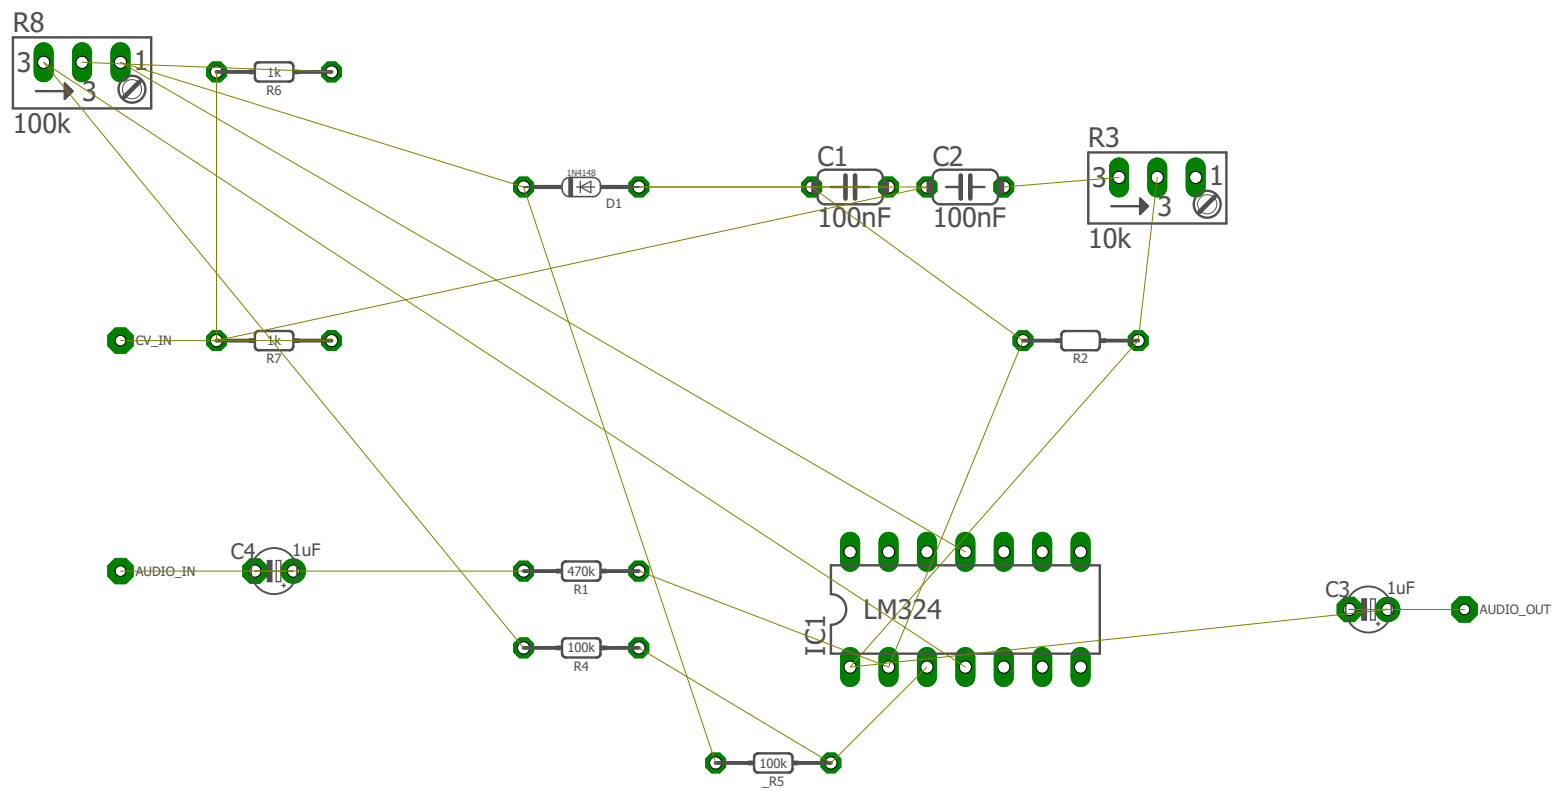 R8
3
1
3
100k
1k
R6
1N4148
D1
C1
100nF
C2
100nF
R3
3
1
3
10k
CV_IN
1k
R7
R2
C4
1uF
+
AUDIO_IN
470k
R1
100k
R4
IC1
LM324
C3
1uF
+
AUDIO_OUT
100k
_R5